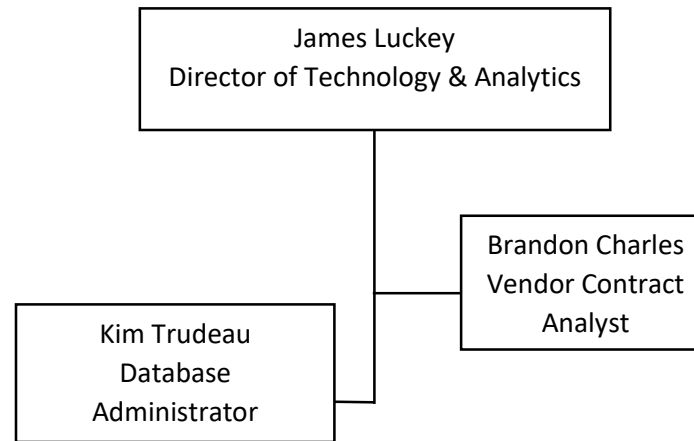 James Luckey
Director of Technology & Analytics
Brandon Charles
Vendor Contract
Analyst
Kim Trudeau
Database
Administrator